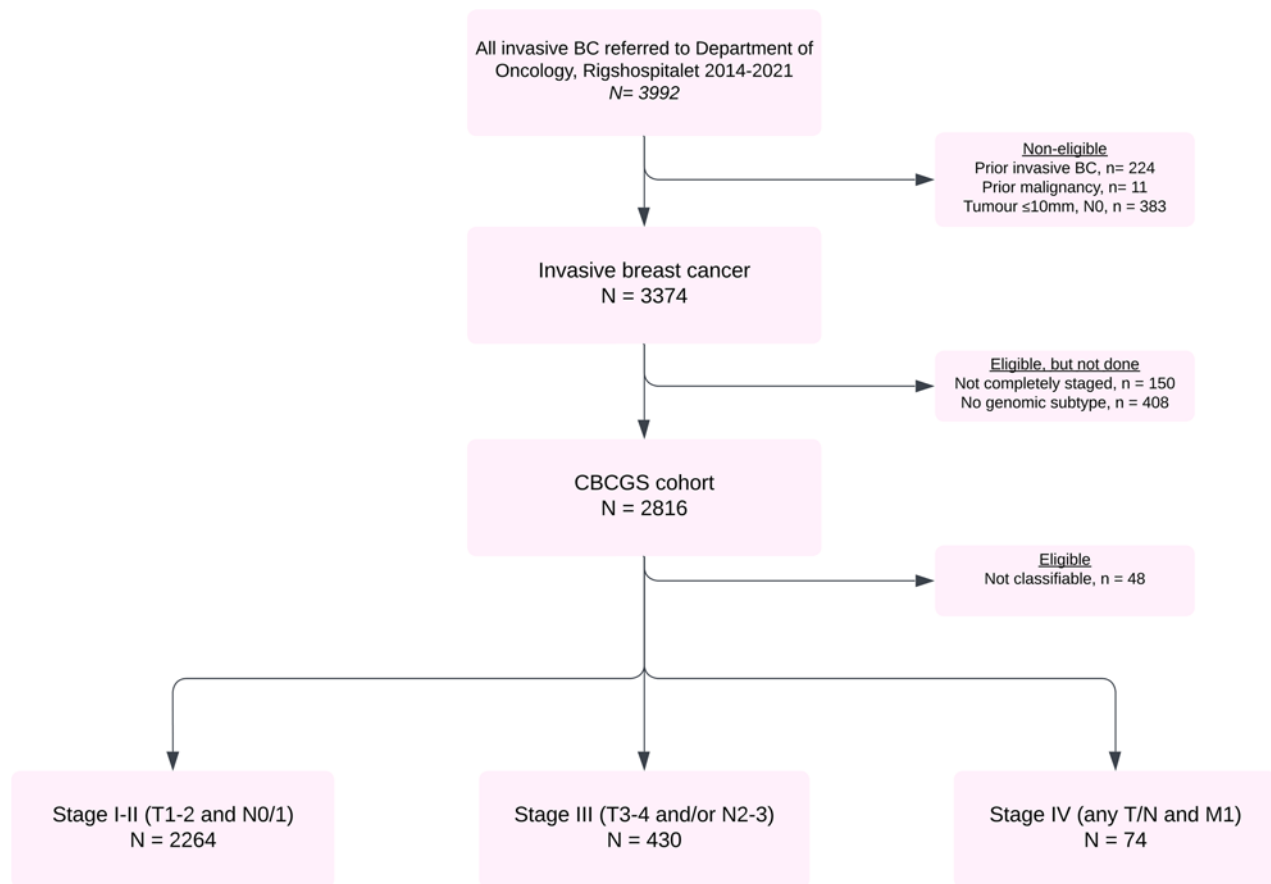 All invasive BC referred to Department of
Oncology, Rigshospitalet 2014-2021
N= 3992
Non-eligible
Prior invasive BC, n= 224
Prior malignancy, n= 11
Tumour ≤10mm, N0, n = 383
Invasive breast cancer
N = 3374
Eligible, but not done
Not completely staged, n = 150
No genomic subtype, n = 408
CBCGS cohort
N = 2816
Eligible
Not classifiable, n = 48
Stage I-II (T1-2 and N0/1)
N = 2264
Stage III (T3-4 and/or N2-3)
N = 430
Stage IV (any T/N and M1)
N = 74